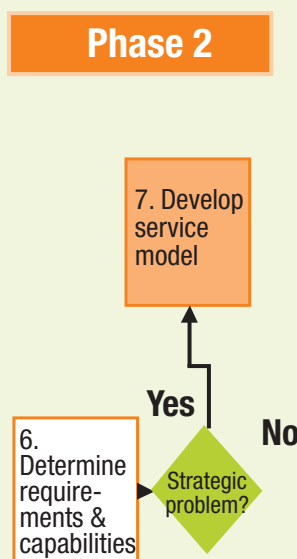 Phase 2
7. Develop
service
model
Yes
No
6.
Determine
require-
ments &
capabilities
Strategic
problem?